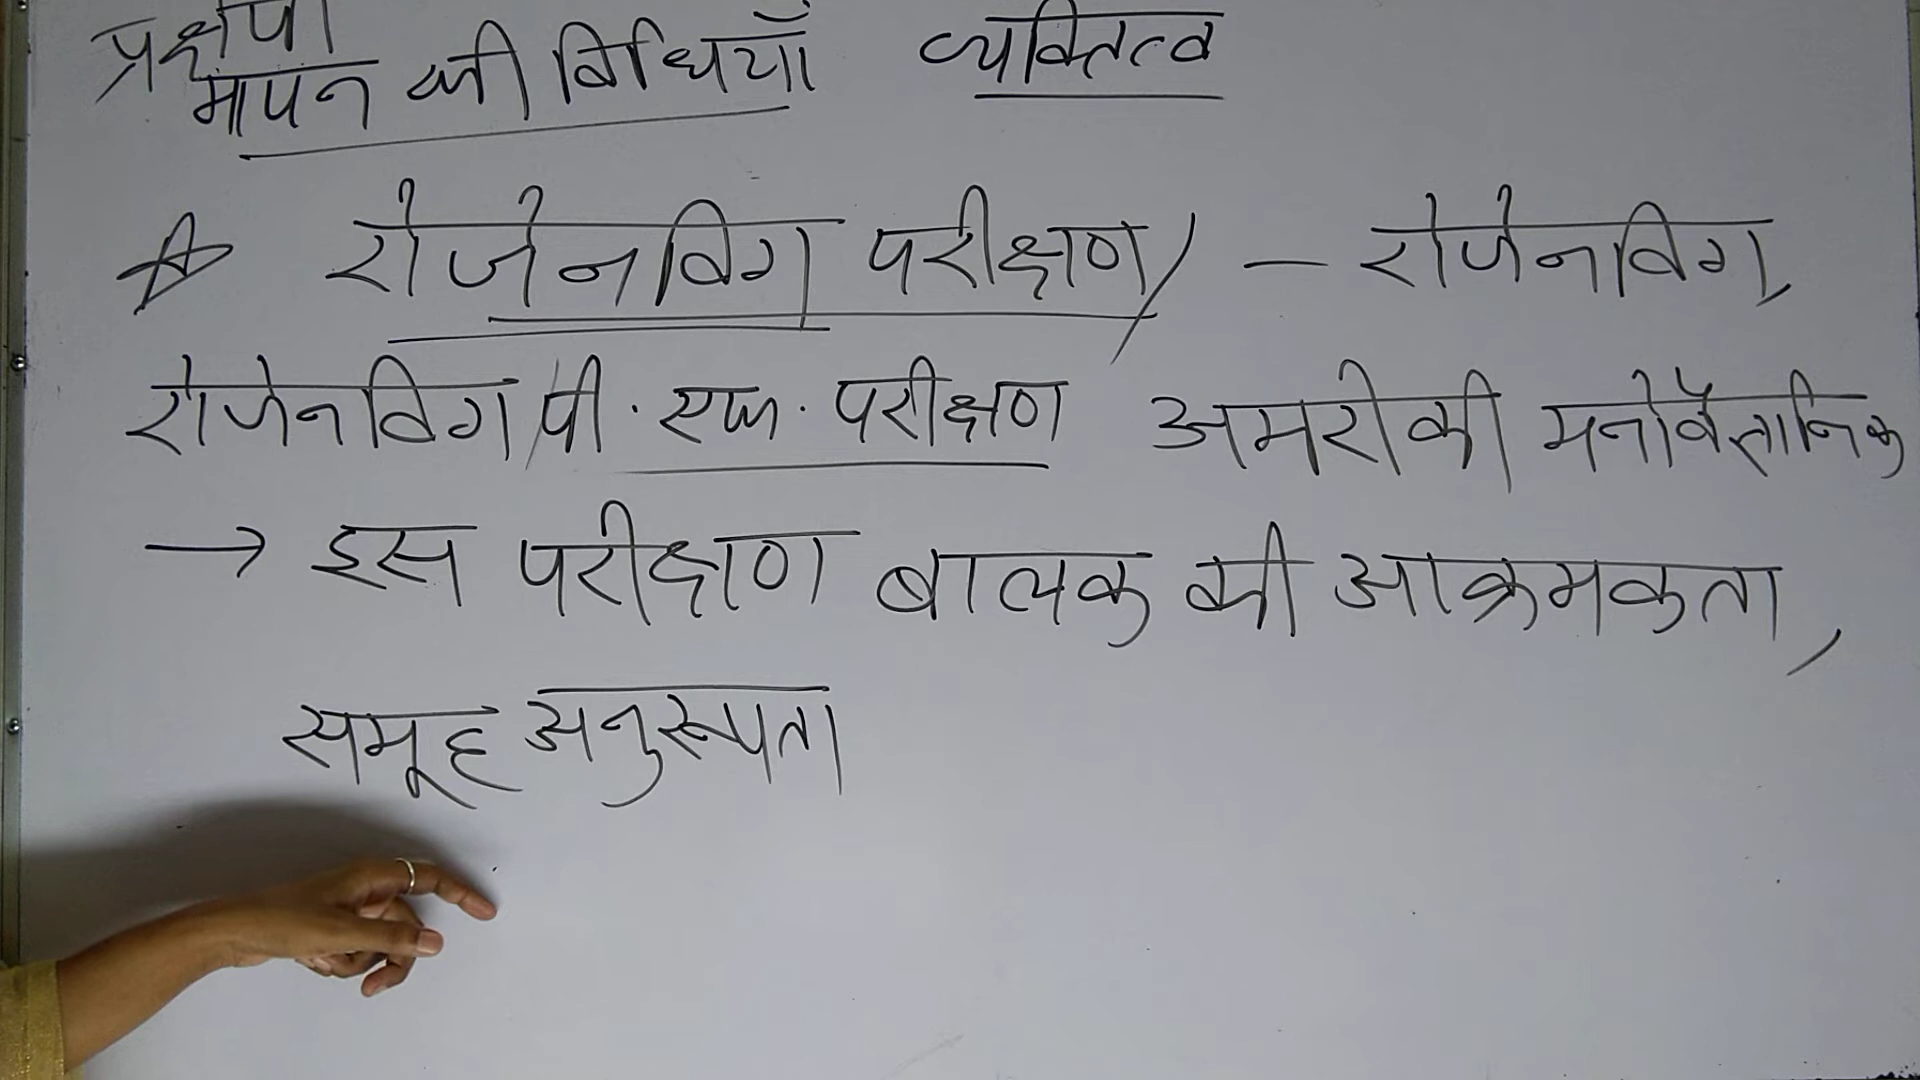 प्रक्षेपी
मापन की विधियाँ व्यक्तित्व
रोजेनविग परीक्षण / - रोजेनविग,
रोजेनविग / पी. एफ. परीक्षण अमरीकी मनोवैज्ञानिक
→ इस परीक्षण बालक की आक्रमकता,
समूह अनुरूपता